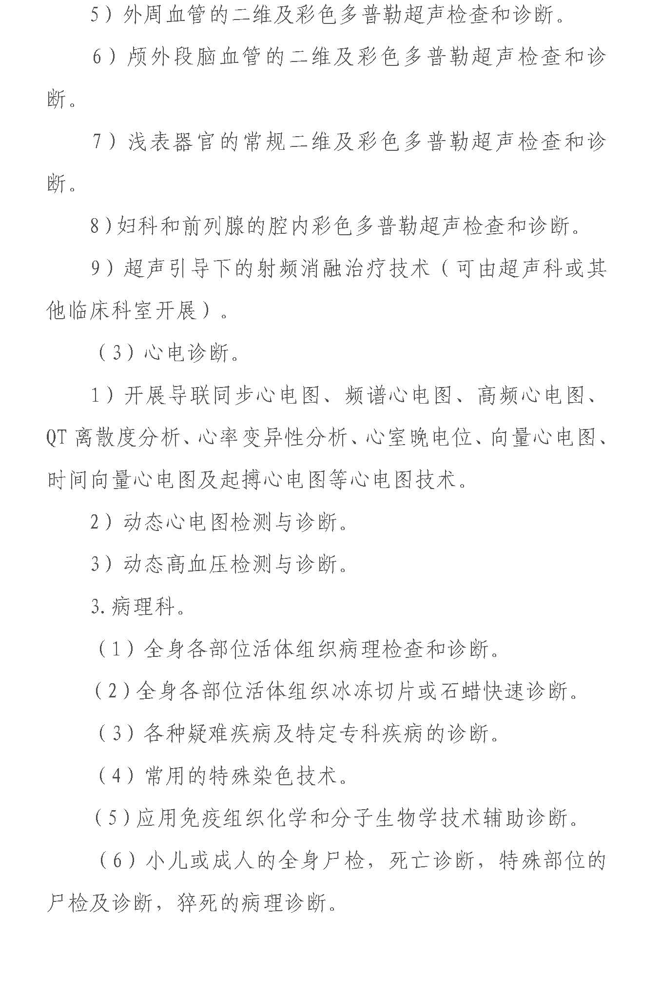 5）外周血管的二维及彩色多普勒超声检查和诊断。
6）颅外段脑血管的二维及彩色多普勒超声检查和诊
断。
7）浅表器官的常规二维及彩色多普勒超声检查和诊
断。
8）妇科和前列腺的腔内彩色多普勒超声检查和诊断。
9）超声引导下的射频消融治疗技术（可由超声科或其
他临床科室开展）。
（3）心电诊断。
1）开展导联同步心电图、频谱心电图、高频心电图、
QT 离散度分析、心率变异性分析、心室晚电位、向量心电图、
时间向量心电图及起搏心电图等心电图技术。
2）动态心电图检测与诊断。
3）动态高血压检测与诊断。
3. 病理科。
（1）全身各部位活体组织病理检查和诊断。
（2）全身各部位活体组织冰冻切片或石蜡快速诊断。
（3）各种疑难疾病及特定专科疾病的诊断。
（4）常用的特殊染色技术。
（5）应用免疫组织化学和分子生物学技术辅助诊断。
（6）小儿或成人的全身尸检，死亡诊断，特殊部位的
尸检及诊断，猝死的病理诊断。